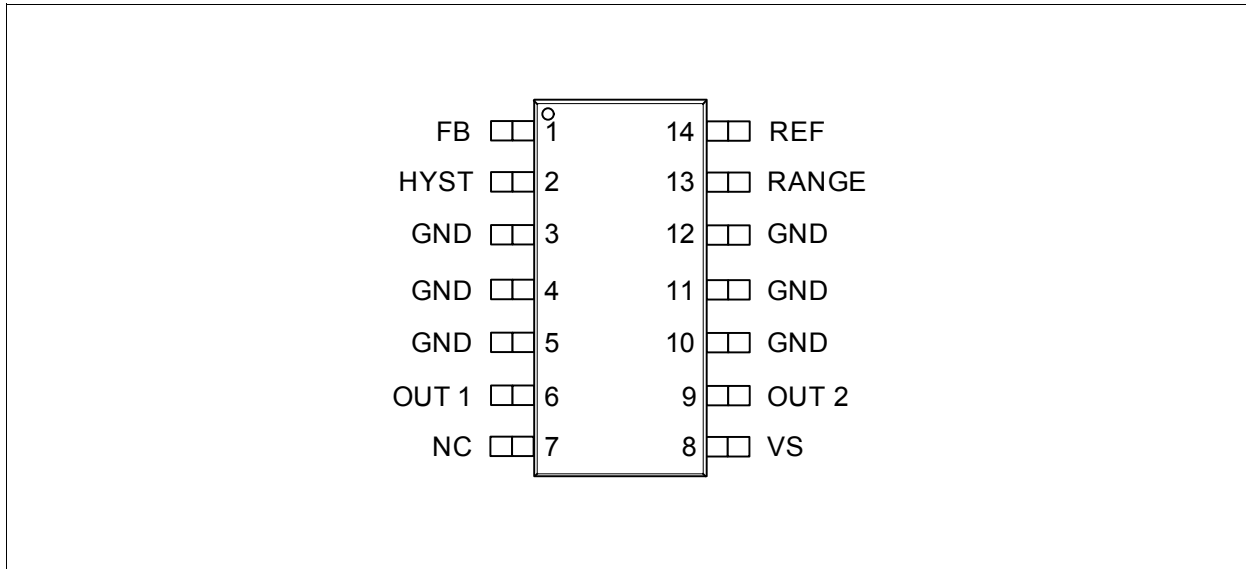 FB 1 14 REF
HYST 2 13 RANGE
GND 3 12 GND
GND 4 11 GND
GND 5 10 GND
OUT 1 6 9 OUT 2
NC 7 8 VS